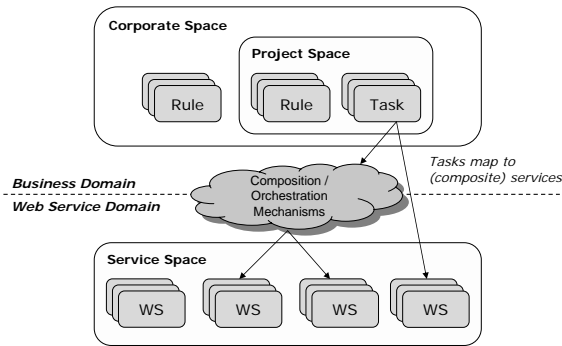 Corporate Space
Project Space
Rule
Rule
Task
Business Domain
Web Service Domain
Composition /
Orchestration
Mechanisms
Tasks map to
(composite) services
Service Space
WS
WS
WS
WS